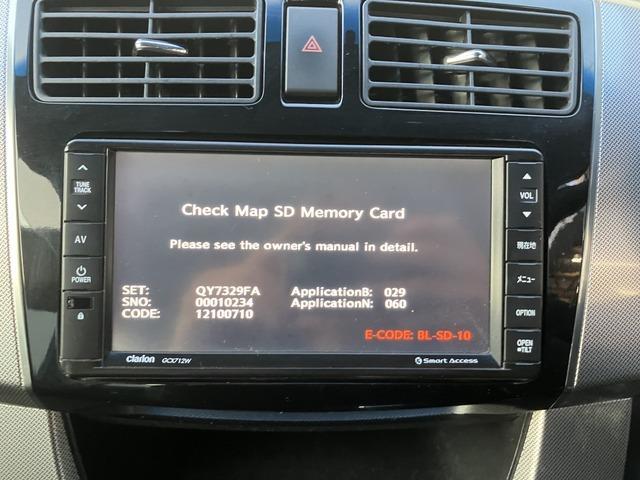 TUNE
TRACK
AV
POWER
Check Map SD Memory Card
Please see the owner's manual in detail.
SET: QY7329FA ApplicationB: 029
SNO: 00010234 ApplicationN: 060
CODE: 12100710
E-CODE: BL-SD-10
clarion GCX712W
Smart Access
VOL
現在地
メニュー
OPTION
OPEN
TILT